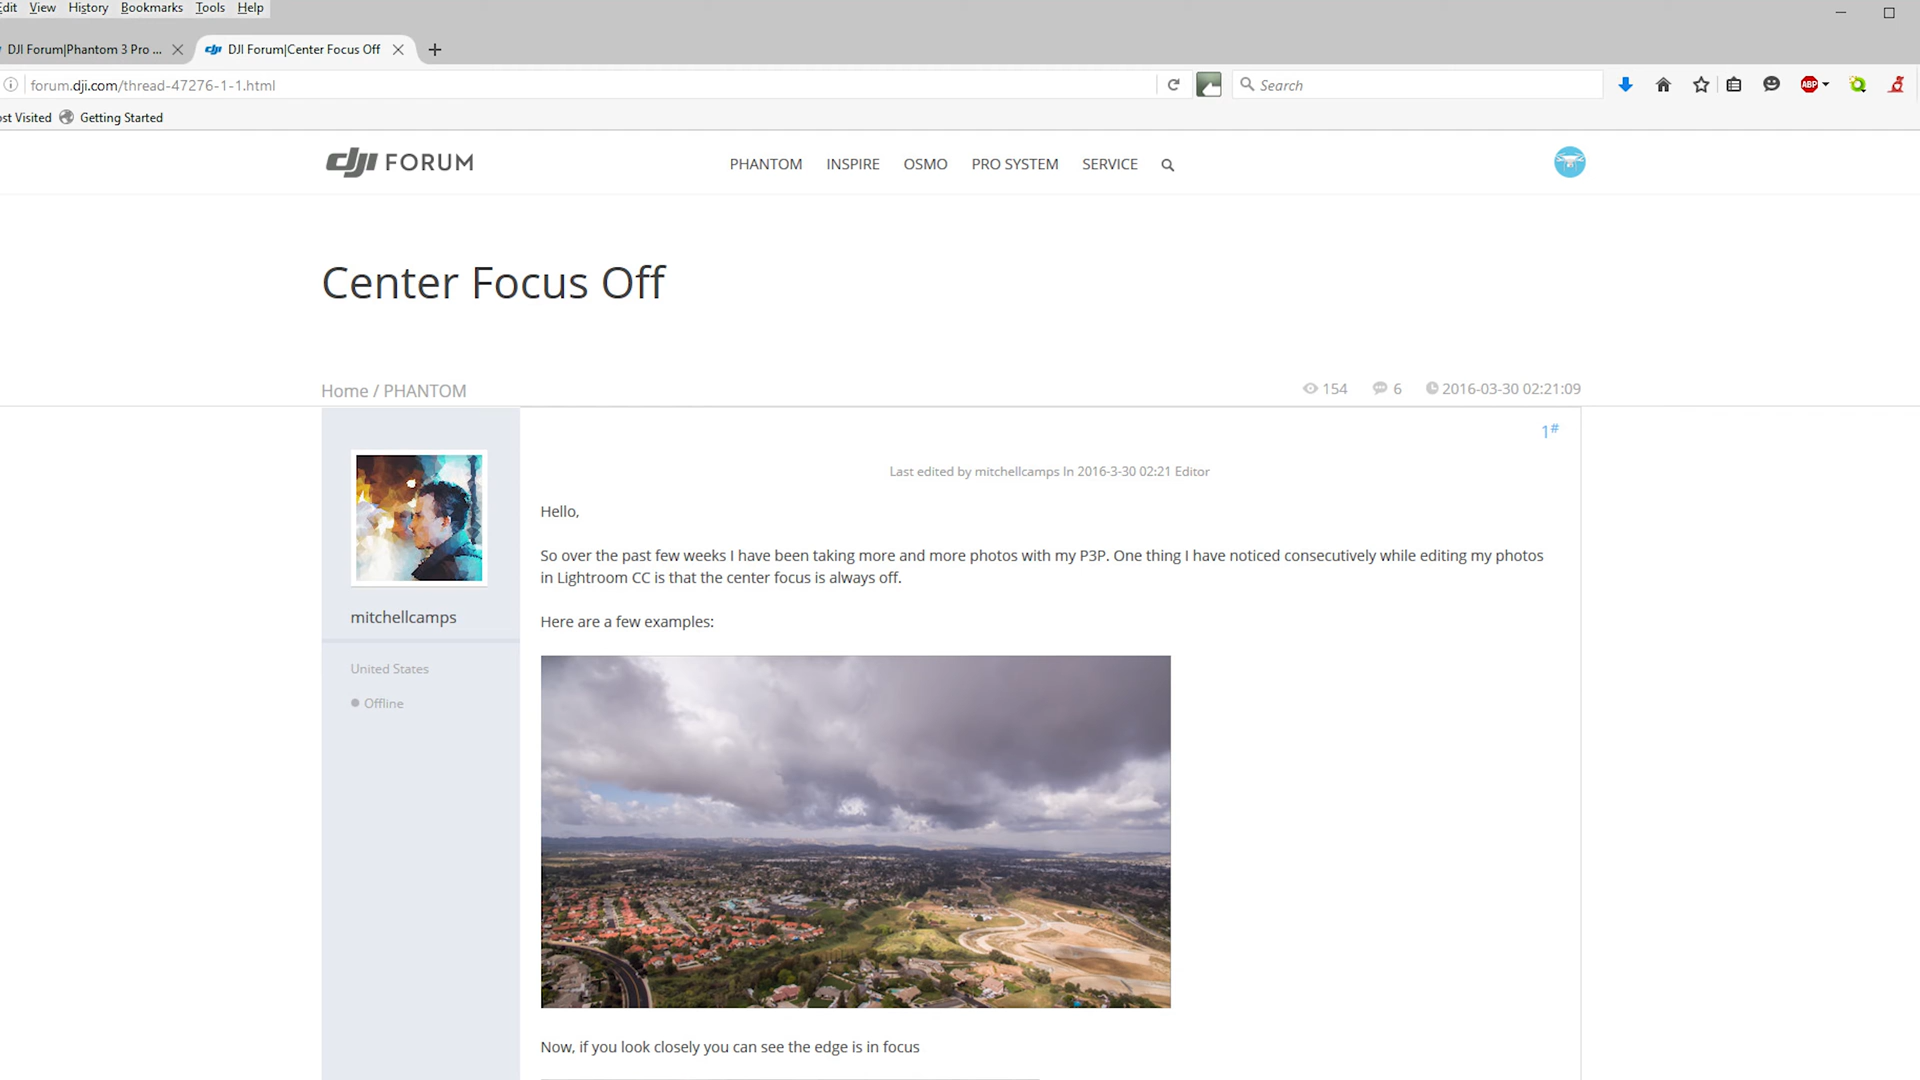 Edit View History Bookmarks Tools Help
DJI Forum|Phantom 3 Pro ... DJI Forum|Center Focus Off
forum.dji.com/thread-47276-1-1.html Search ABP
ost Visited Getting Started
dji FORUM PHANTOM INSPIRE OSMO PRO SYSTEM SERVICE
Center Focus Off
Home / PHANTOM 154 6 2016-03-30 02:21:09
1#
Last edited by mitchellcamps In 2016-3-30 02:21 Editor
Hello,
So over the past few weeks I have been taking more and more photos with my P3P. One thing I have noticed consecutively while editing my photos
in Lightroom CC is that the center focus is always off.
Here are a few examples:
mitchellcamps
United States
Offline
Now, if you look closely you can see the edge is in focus